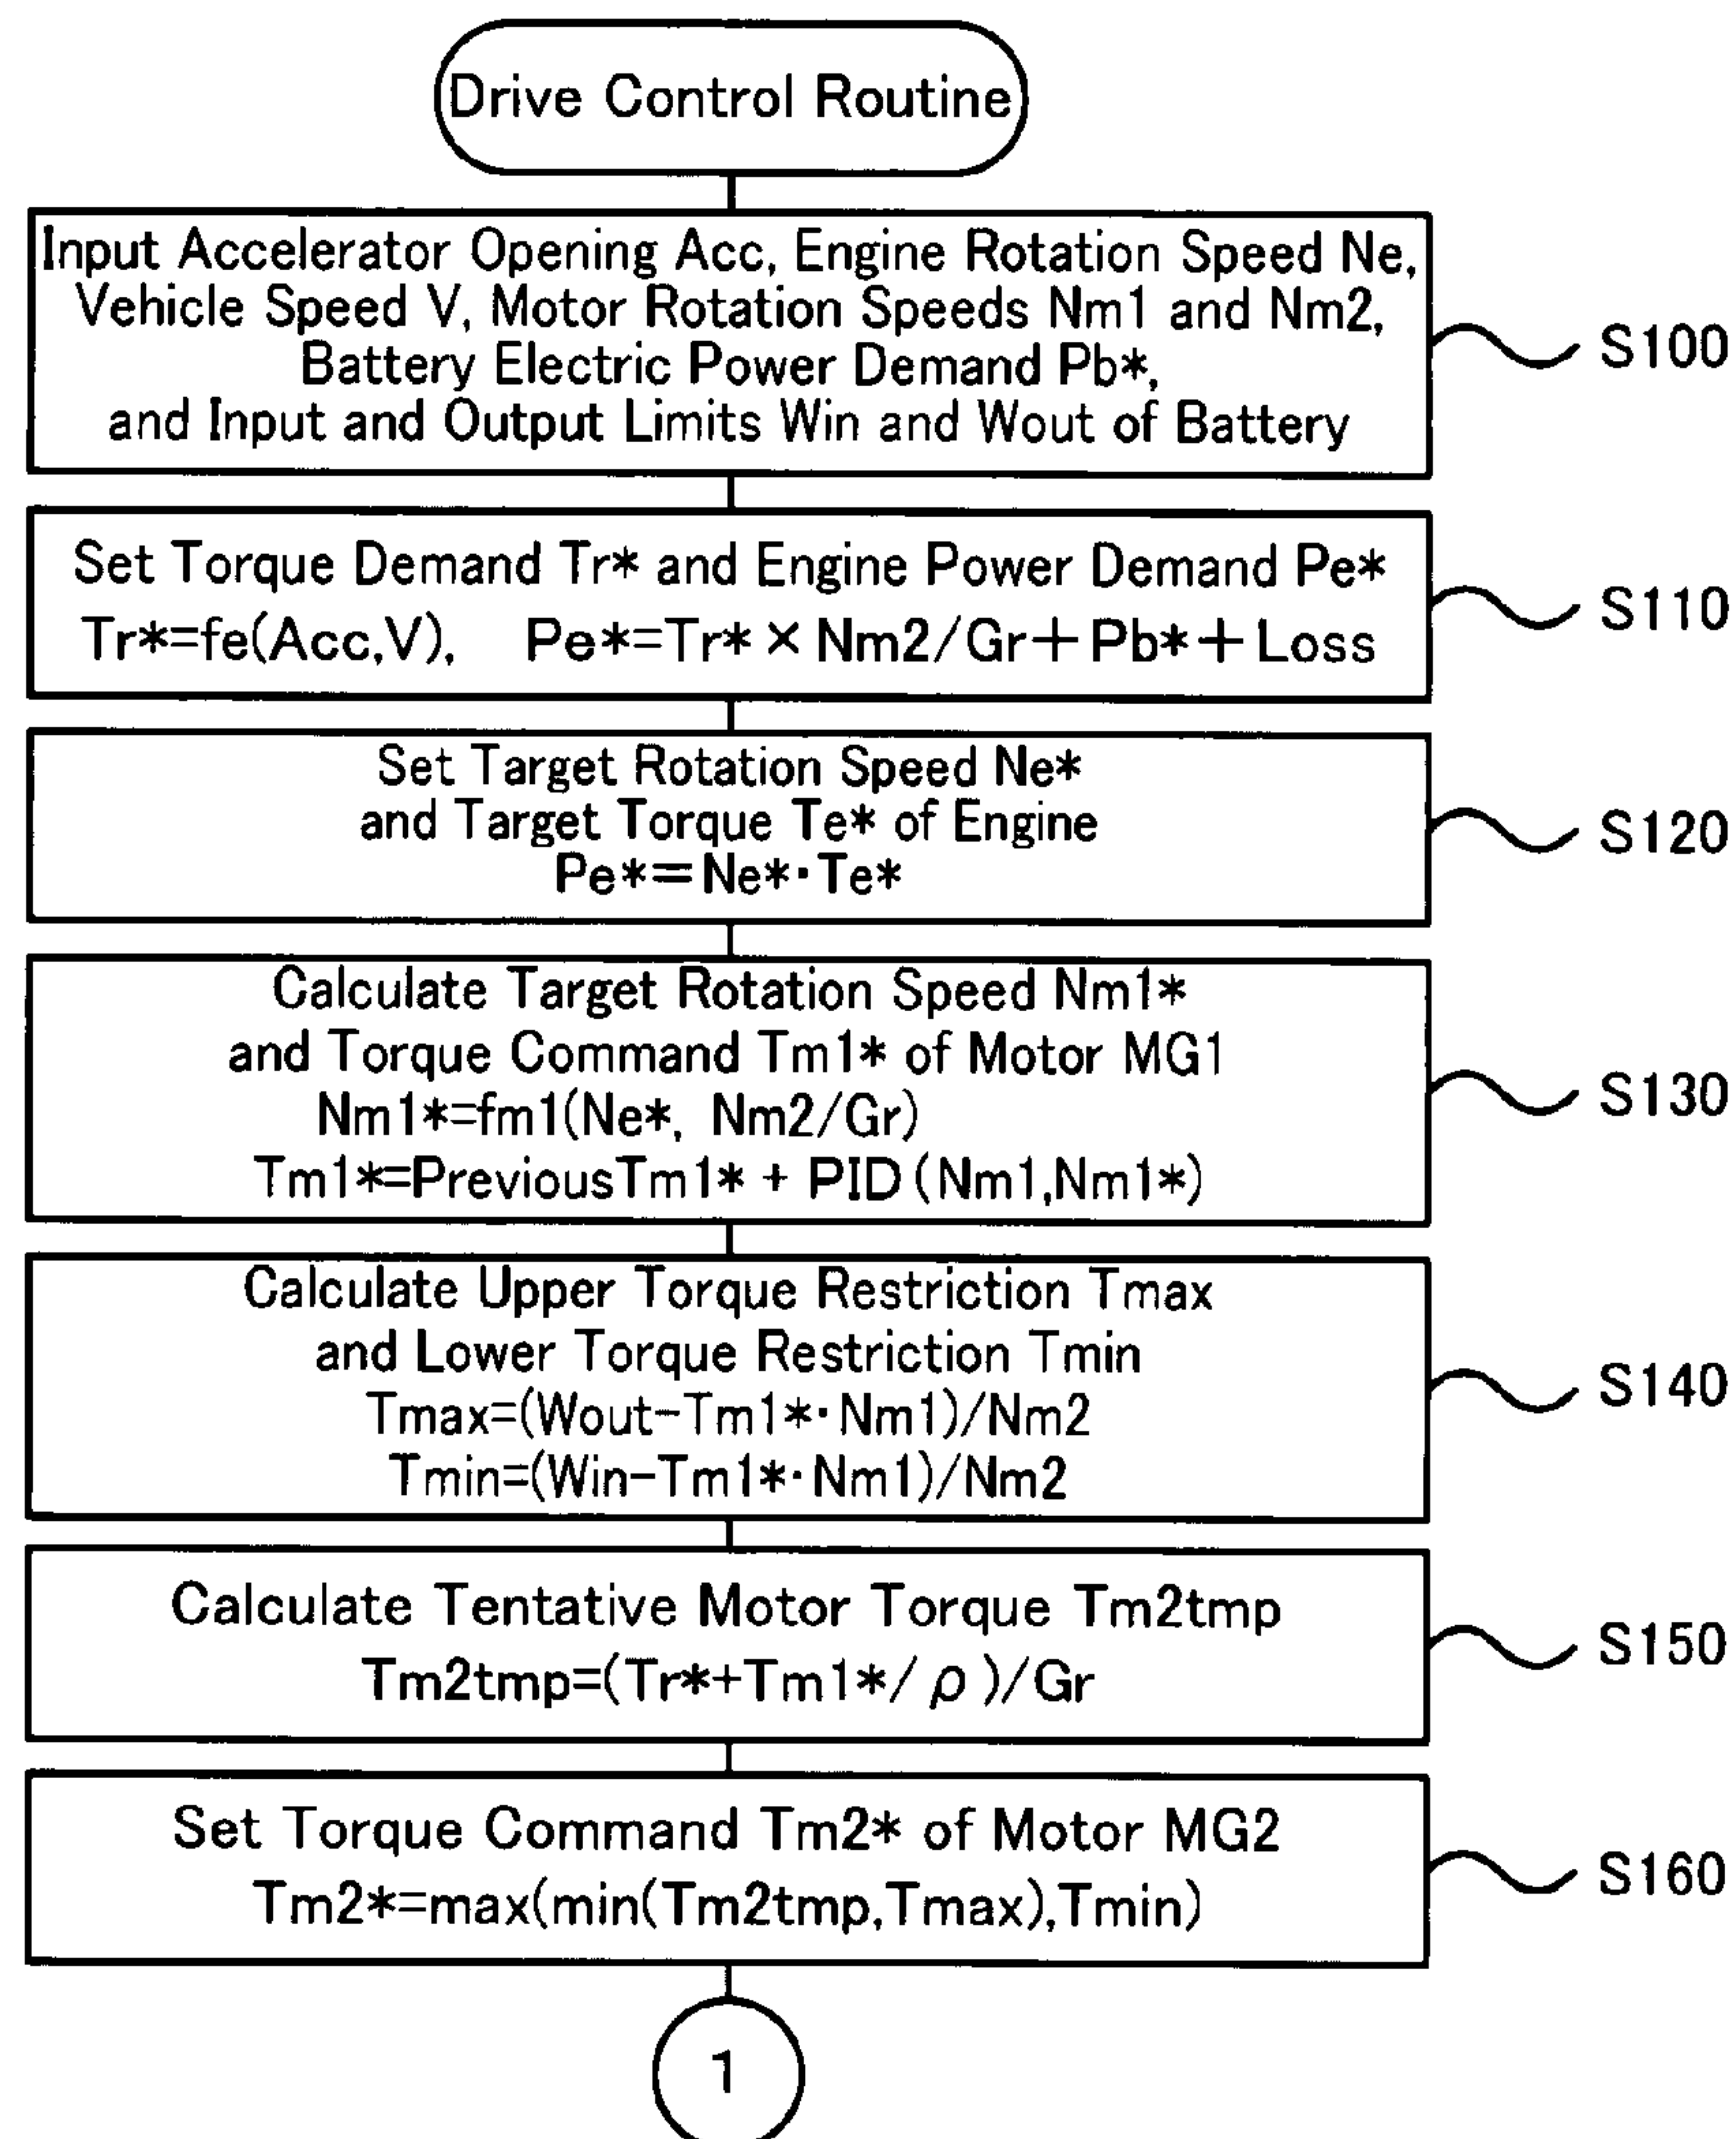 Drive Control Routine
Input Accelerator Opening Acc, Engine Rotation Speed Ne,
Vehicle Speed V, Motor Rotation Speeds Nm1 and Nm2,
Battery Electric Power Demand Pb*,
and Input and Output Limits Win and Wout of Battery
S100
Set Torque Demand Tr* and Engine Power Demand Pe*
Tr*=fe(Acc,V), Pe*=Tr*×Nm2/Gr+Pb*+Loss
S110
Set Target Rotation Speed Ne*
and Target Torque Te* of Engine
Pe*=Ne*·Te*
S120
Calculate Target Rotation Speed Nm1*
and Torque Command Tm1* of Motor MG1
Nm1*=fm1(Ne*, Nm2/Gr)
Tm1*=PreviousTm1* + PID(Nm1,Nm1*)
S130
Calculate Upper Torque Restriction Tmax
and Lower Torque Restriction Tmin
Tmax=(Wout-Tm1*·Nm1)/Nm2
Tmin=(Win-Tm1*·Nm1)/Nm2
S140
Calculate Tentative Motor Torque Tm2tmp
Tm2tmp=(Tr*+Tm1*/ρ)/Gr
S150
Set Torque Command Tm2* of Motor MG2
Tm2*=max(min(Tm2tmp,Tmax),Tmin)
S160
1